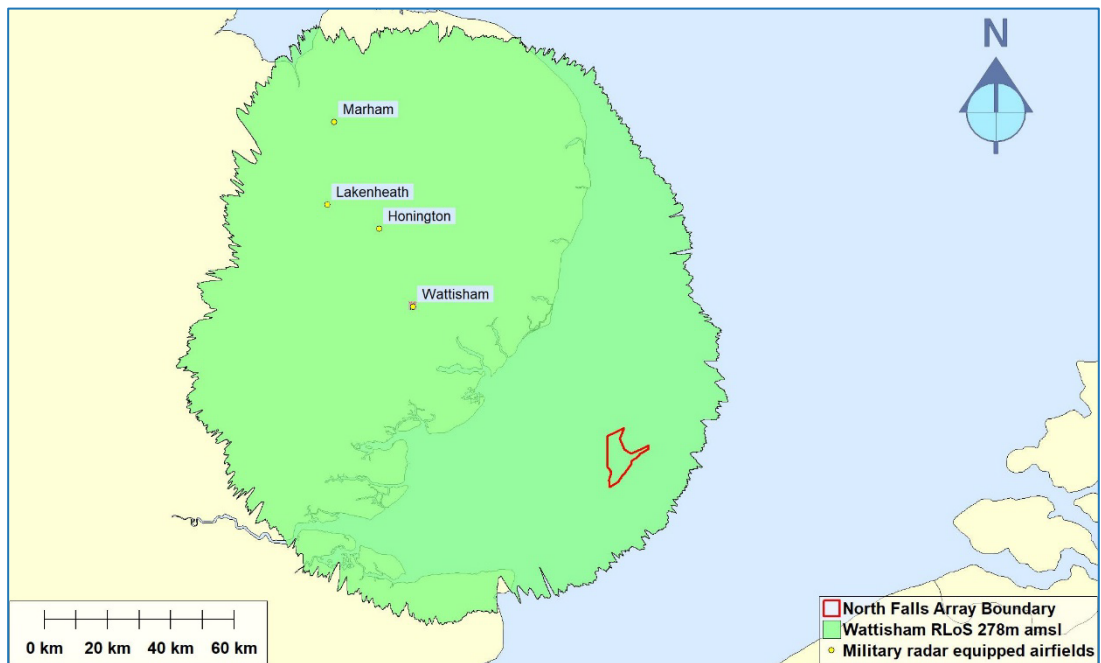 N
Marham
Lakenheath
Honington
Wattisham
0 km 20 km 40 km 60 km
North Falls Array Boundary
Wattisham RLoS 278m amsl
Military radar equipped airfields